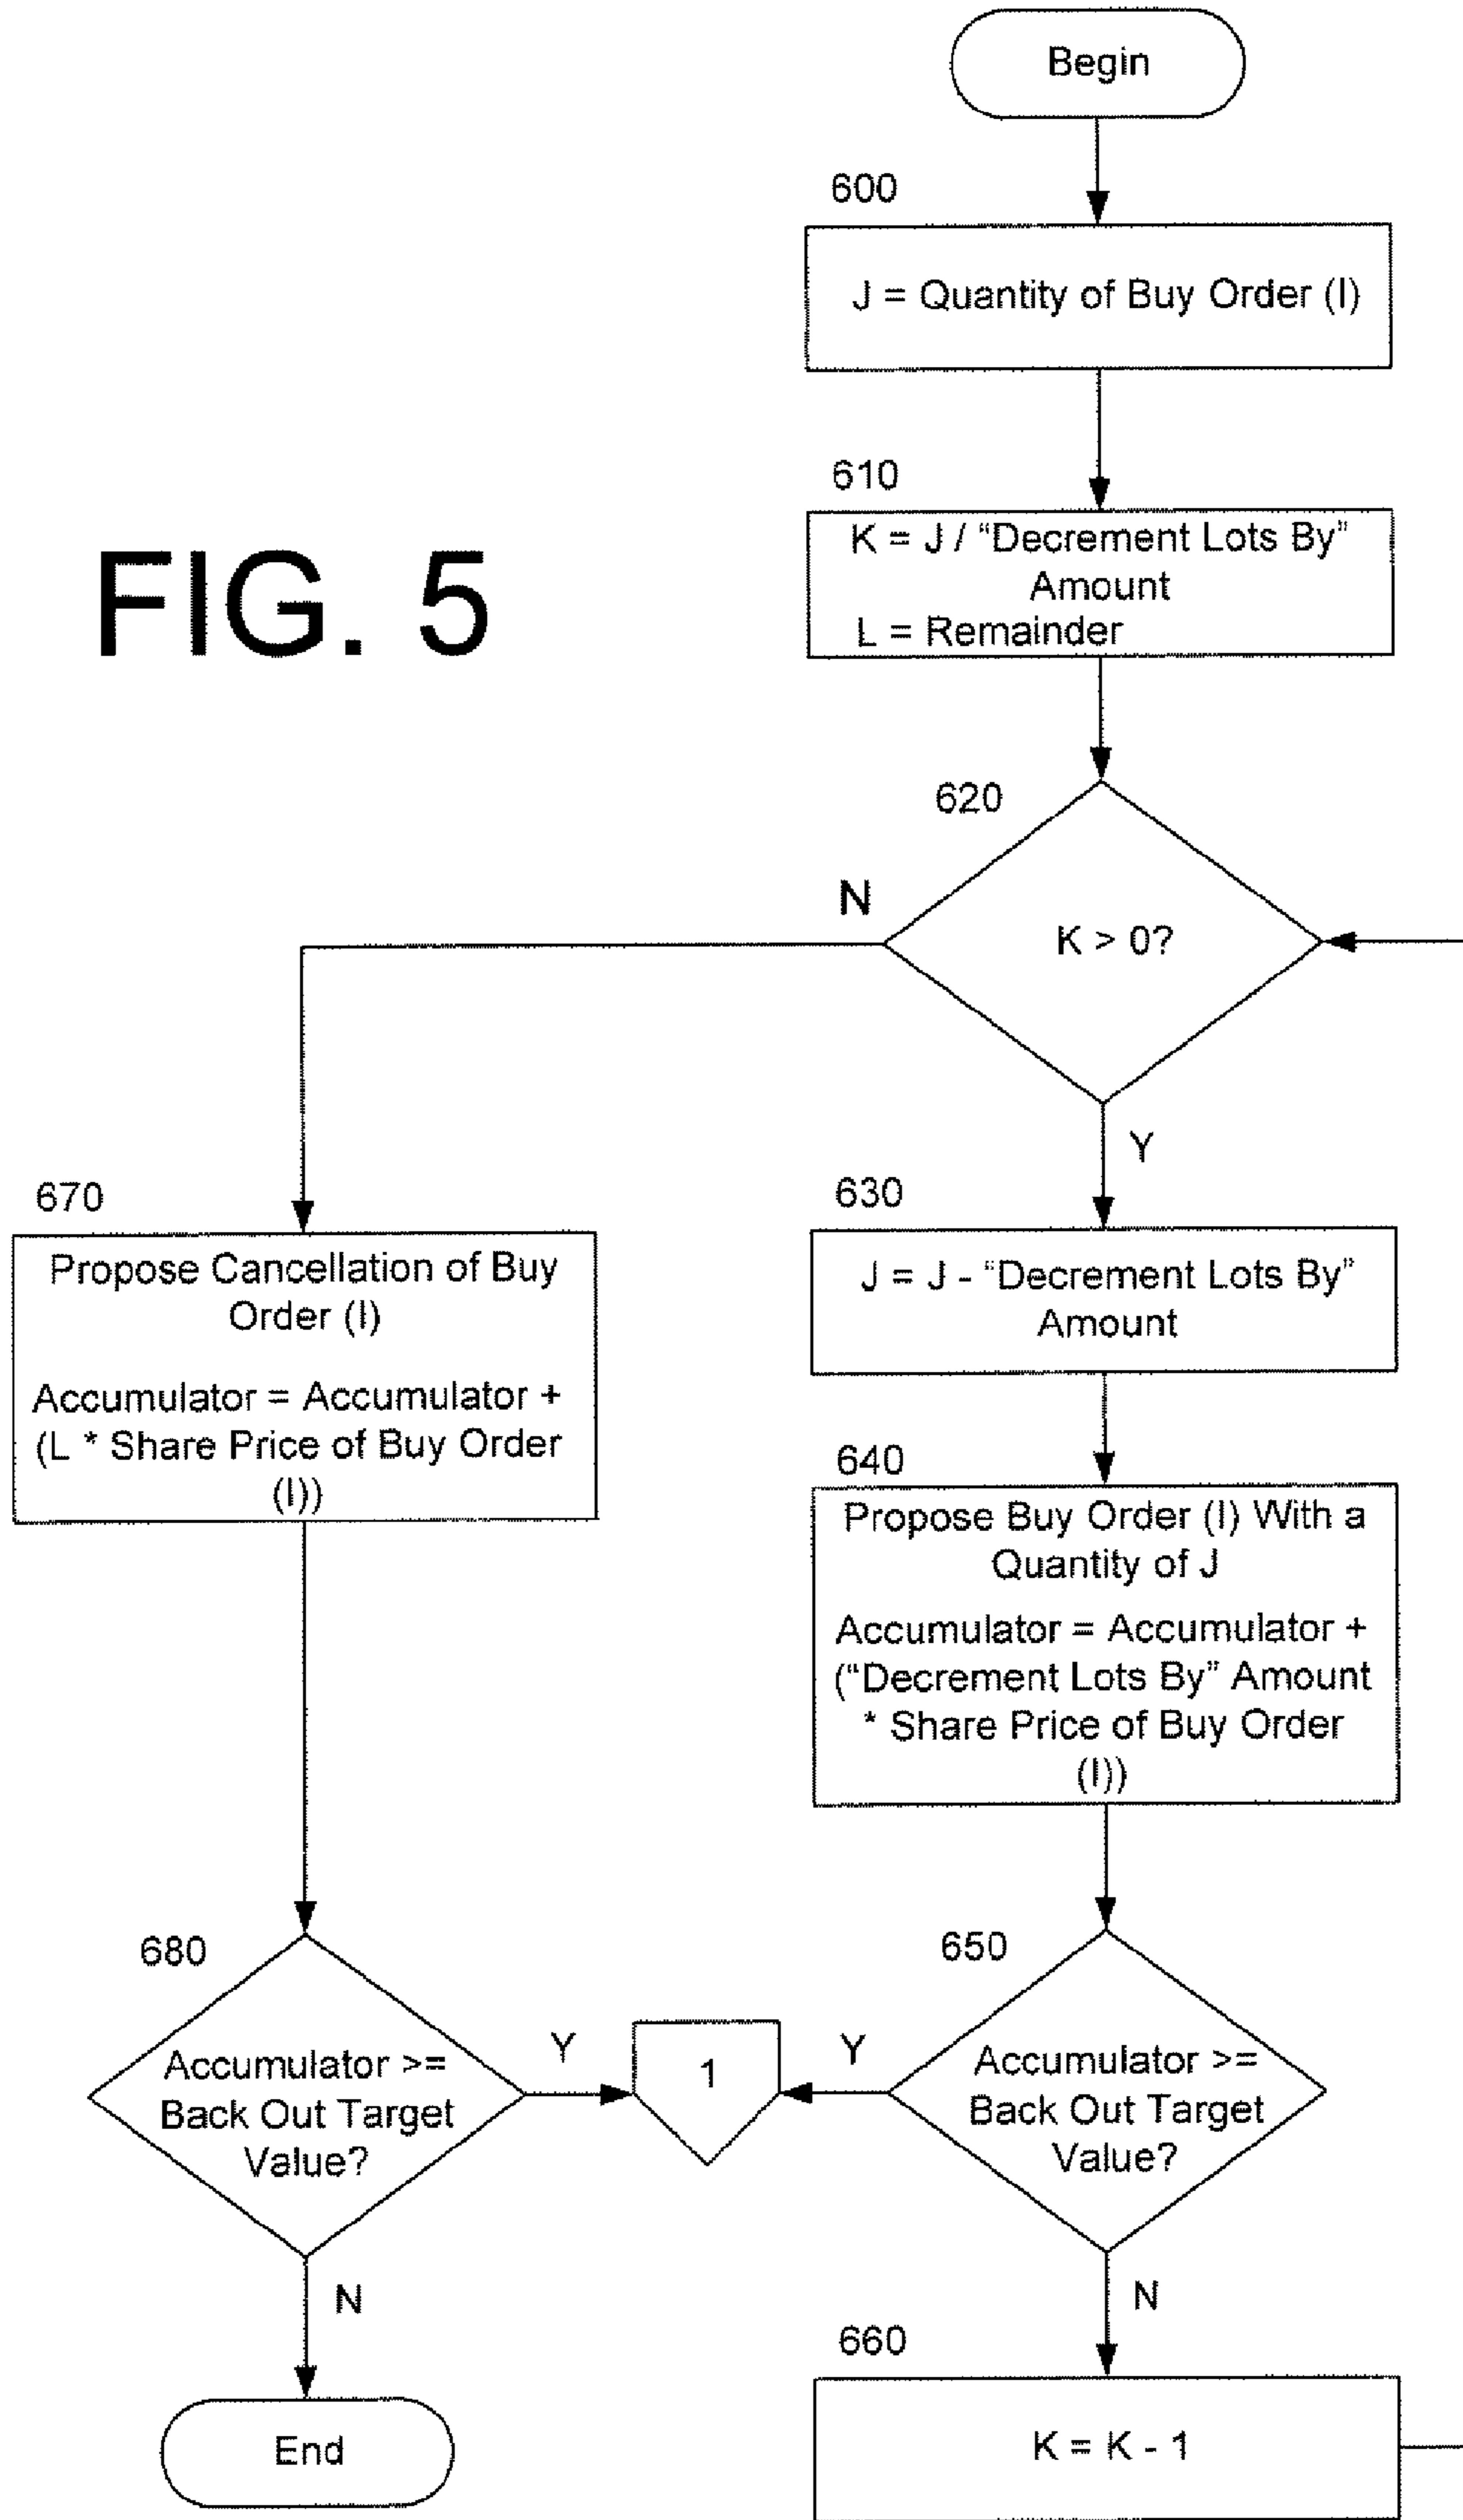 Begin
600
J = Quantity of Buy Order (I)
610
K = J / “Decrement Lots By”
Amount
L = Remainder
FIG. 5
620
N
K > 0?
Y
670
Propose Cancellation of Buy
Order (I)
Accumulator = Accumulator +
(L * Share Price of Buy Order
(I))
630
J = J - “Decrement Lots By”
Amount
640
Propose Buy Order (I) With a
Quantity of J
Accumulator = Accumulator +
(“Decrement Lots By” Amount
* Share Price of Buy Order
(I))
680
Accumulator >=
Back Out Target
Value?
Y
1
Y
650
Accumulator >=
Back Out Target
Value?
N
End
N
660
K = K - 1